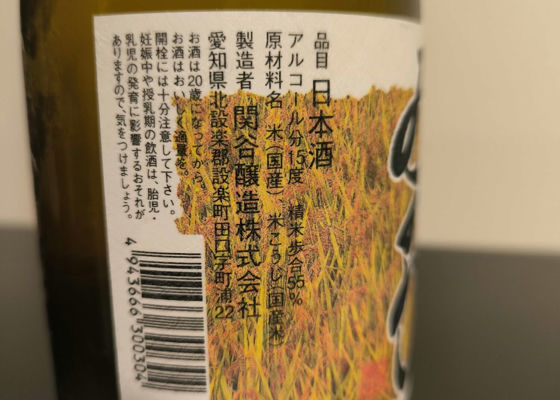 品目 日本酒
アルコール分15度 精米歩合55%
原材料名 米(国産)、米こうじ(国産米)
製造者 関谷醸造株式会社
愛知県北設楽郡設楽町田口字町浦22
お酒は20歳になってから。
お酒はおいしく適量を。
開栓には十分注意して下さい。
妊娠中や授乳期の飲酒は、胎児・
乳児の発育に影響するおそれが
ありますので、気をつけましょう。
4 943666 300304